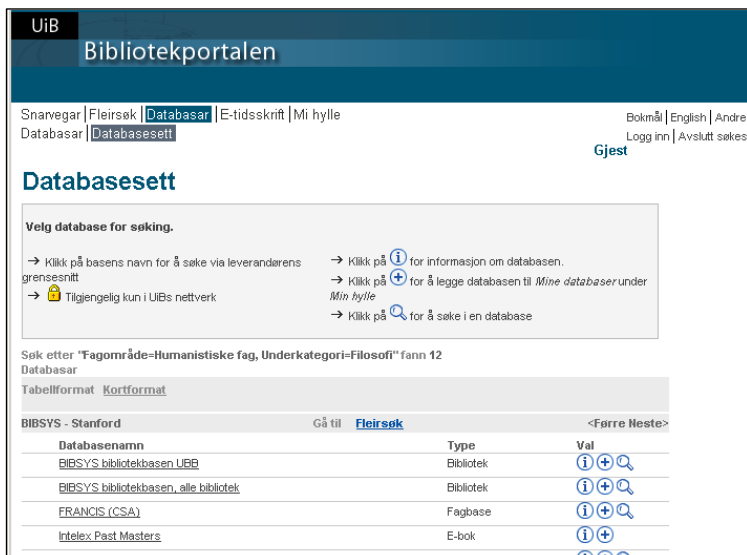 UiB
Bibliotekportalen
Snarvegar | Fleirsøk | Databasar | E-tidsskrift | Mi hylle
Bokmål | English | Andre
Databasar | Databasesett
Logg inn | Avslutt søkes
Gjest
Databasesett
Velg database for søking.
→ Klikk på basens navn for å søke via leverandørens
grensesnitt
→ Tilgjengelig kun i UiBs nettverk
→ Klikk på i for informasjon om databasen.
→ Klikk på + for å legge databasen til Mine databaser under
Min hylle
→ Klikk på for å søke i en database
Søk etter "Fagområde=Humanistiske fag, Underkategori=Filosofi" fann 12
Databasar
Tabellformat Kortformat
BIBSYS - Stanford Gå til Fleirsøk <Førre Neste>
Databasenamn Type Val
BIBSYS bibliotekbasen UBB Bibliotek i +
BIBSYS bibliotekbasen, alle bibliotek Bibliotek i +
FRANCIS (CSA) Fagbase i +
Intelex Past Masters E-bok i +